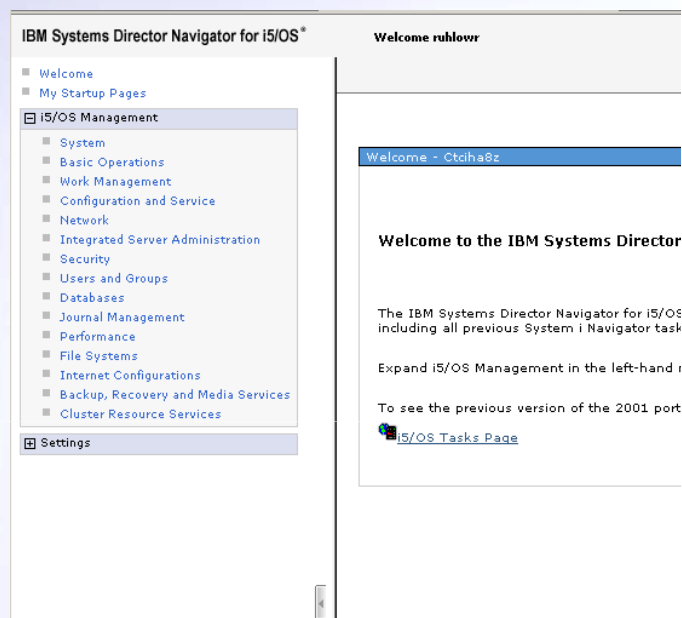 IBM Systems Director Navigator for i5/OS®
Welcome ruhlowr
Welcome
My Startup Pages
i5/OS Management
System
Basic Operations
Work Management
Configuration and Service
Network
Integrated Server Administration
Security
Users and Groups
Databases
Journal Management
Performance
File Systems
Internet Configurations
Backup, Recovery and Media Services
Cluster Resource Services
Settings
Welcome - Ctciha8z
Welcome to the IBM Systems Director
The IBM Systems Director Navigator for i5/OS
including all previous System i Navigator task
Expand i5/OS Management in the left-hand
To see the previous version of the 2001 port
i5/OS Tasks Page